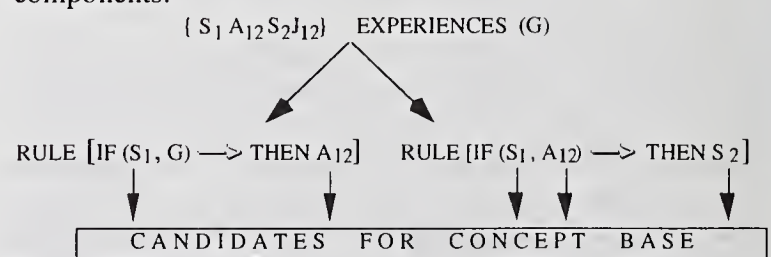 components.
{ S1 A12 S2 J12} EXPERIENCES (G)
RULE [IF (S1, G) —> THEN A12] RULE [IF (S1, A12) —> THEN S2]
CANDIDATES FOR CONCEPT BASE